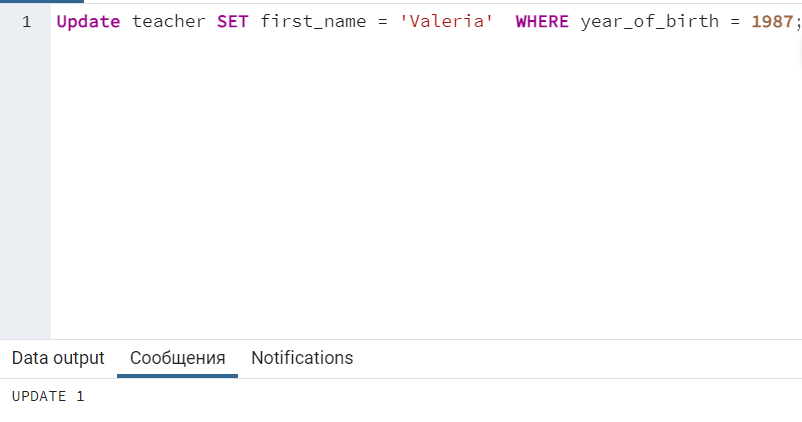 1 Update teacher SET first_name = 'Valeria'  WHERE year_of_birth = 1987;
Data output Сообщения Notifications
UPDATE 1